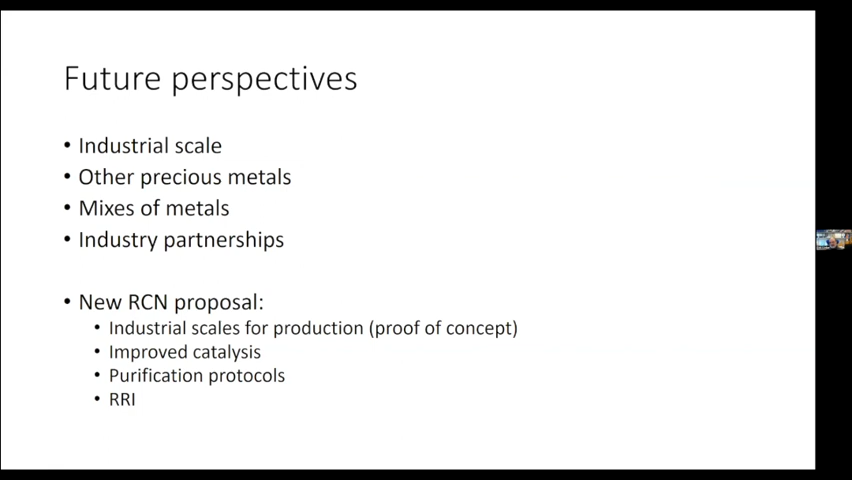 Future perspectives
• Industrial scale
• Other precious metals
• Mixes of metals
• Industry partnerships
• New RCN proposal:
• Industrial scales for production (proof of concept)
• Improved catalysis
• Purification protocols
• RRI